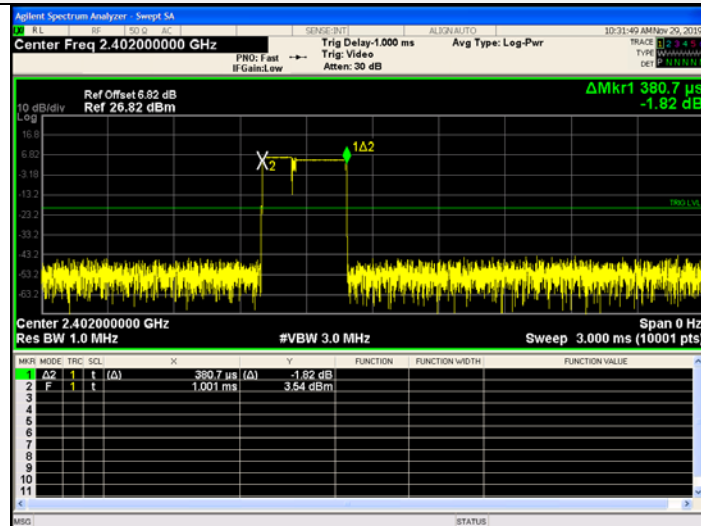 Agilent Spectrum Analyzer - Swept SA
RL RF 50 Ω AC SENSE:INT ALIGN AUTO 10:31:49 AM Nov 29, 2019
Center Freq 2.402000000 GHz
PNO: Fast
IFGain:Low
Trig Delay-1.000 ms
Trig: Video
Atten: 30 dB
Avg Type: Log-Pwr
TRACE 1 2 3 4 5
TYPE
DET P N N N N
ΔMkr1 380.7 µs
-1.82 dB
Ref Offset 6.82 dB
Ref 26.82 dBm
10 dB/div
Log
16.8
6.82
-3.18
-13.2
-23.2
-33.2
-43.2
-53.2
-63.2
X2
1Δ2
TRIG LVL
Center 2.402000000 GHz
Span 0 Hz
Res BW 1.0 MHz
#VBW 3.0 MHz
Sweep 3.000 ms (10001 pts)
MKR MODE TRC SCL X Y FUNCTION FUNCTION WIDTH FUNCTION VALUE
1 Δ2 1 t (Δ) 380.7 µs (Δ) -1.82 dB
2 F 1 t 1.001 ms 3.54 dBm
3
4
5
6
7
8
9
10
11
MSG
STATUS